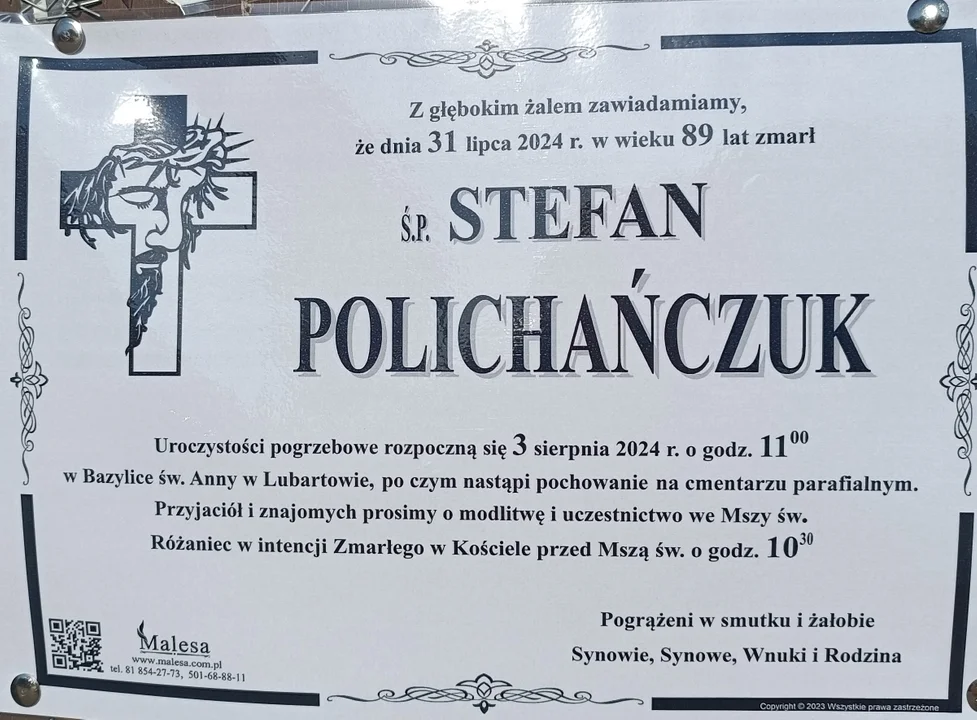 Z głębokim żalem zawiadamiamy,
że dnia 31 lipca 2024 r. w wieku 89 lat zmarł
Ś.P. STEFAN
POLICHAŃCZUK
Uroczystości pogrzebowe rozpoczną się 3 sierpnia 2024 r. o godz. 11⁰⁰
w Bazylice św. Anny w Lubartowie, po czym nastąpi pochowanie na cmentarzu parafialnym.
Przyjaciół i znajomych prosimy o modlitwę i uczestnictwo we Mszy św.
Różaniec w intencji Zmarłego w Kościele przed Mszą św. o godz. 10³⁰
Pogrążeni w smutku i żałobie
Synowie, Synowe, Wnuki i Rodzina
Malesa
www.malesa.com.pl
tel. 81 854-27-73, 501-68-88-11
Copyright © 2023 Wszystkie prawa zastrzeżone